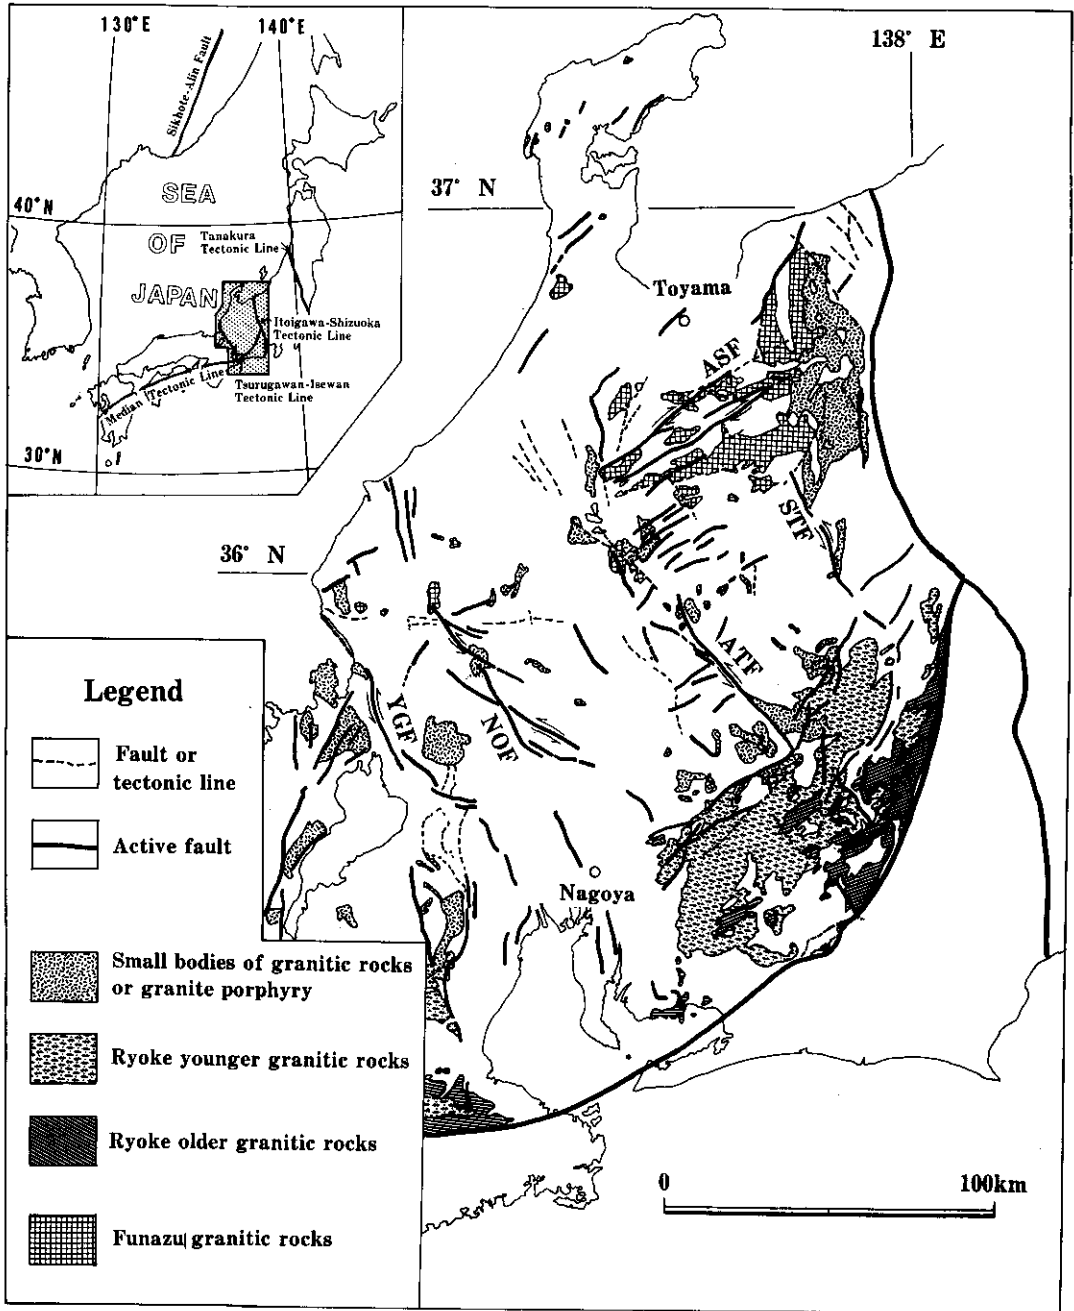 130°E
140°E
Sikhote-Alin Fault
SEA
40°N
OF
Tanakura
Tectonic Line
JAPAN
Itoigawa-Shizuoka
Tectonic Line
Median Tectonic Line
Tsurugawan-Isewan
Tectonic Line
30°N
138° E
37° N
Toyama
ASF
STF
36° N
ATF
YGF
NOF
Nagoya
Legend
Fault or
tectonic line
Active fault
Small bodies of granitic rocks
or granite porphyry
Ryoke younger granitic rocks
Ryoke older granitic rocks
Funazu granitic rocks
0
100km